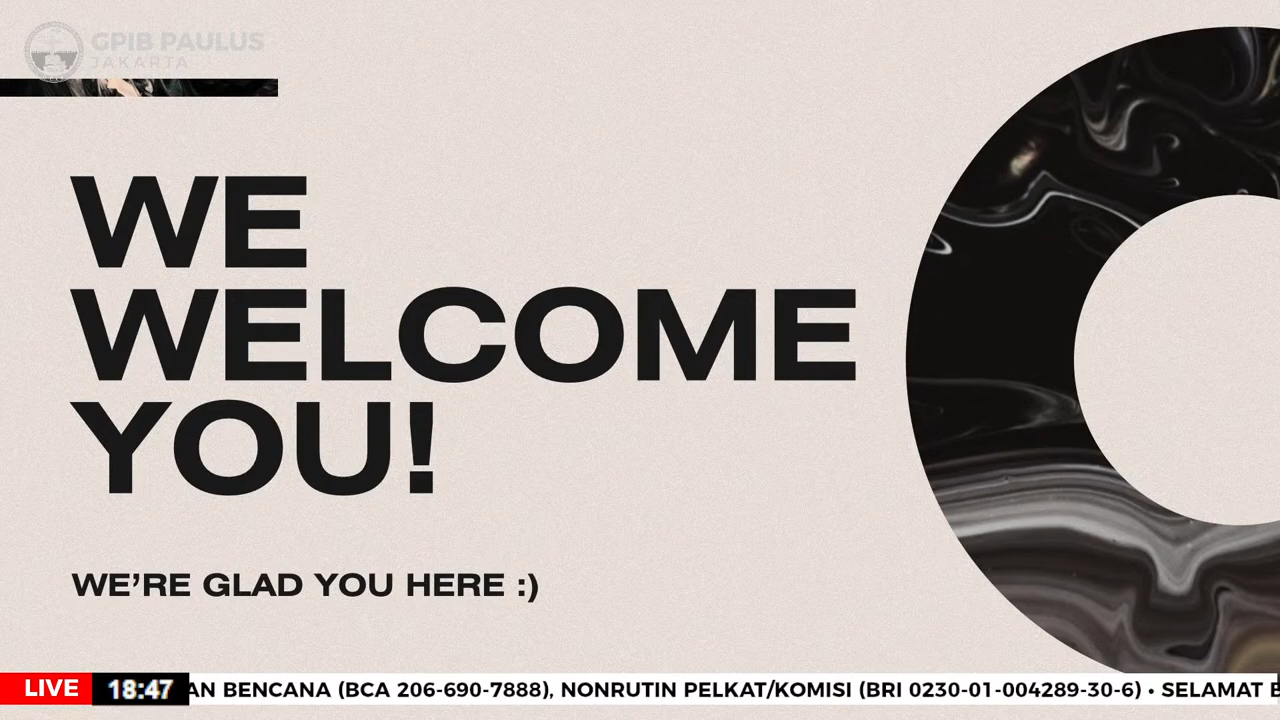 GPIB PAULUS
JAKARTA
WE
WELCOME
YOU!
WE’RE GLAD YOU HERE :)
LIVE 18:47 AN BENCANA (BCA 206-690-7888), NONRUTIN PELKAT/KOMISI (BRI 0230-01-004289-30-6) • SELAMAT